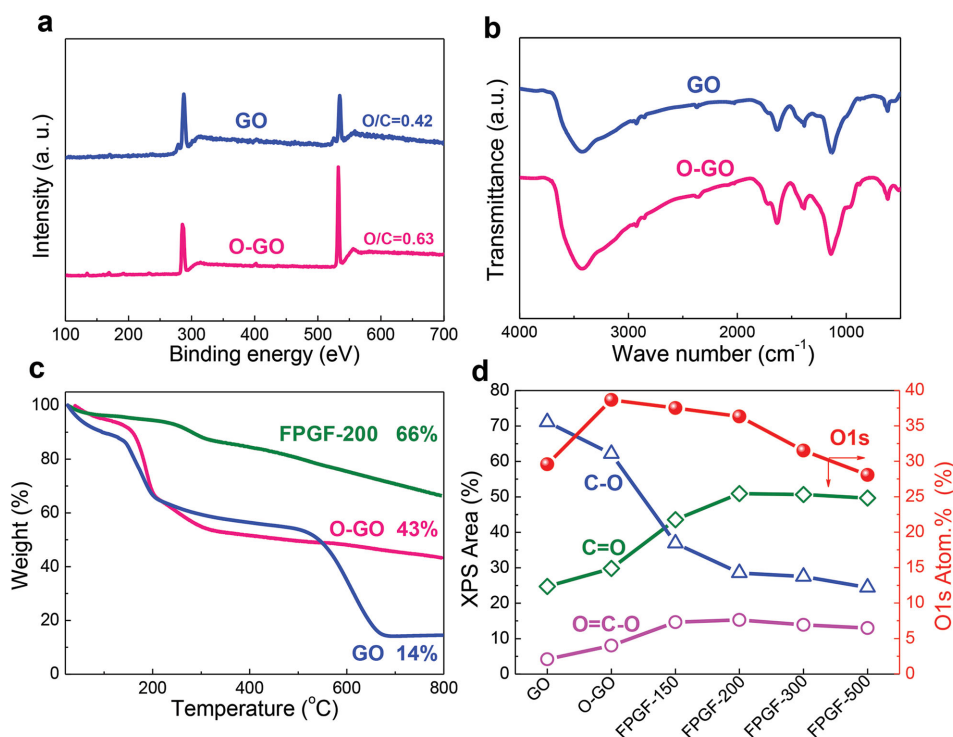 a
Intensity (a. u.)
GO
O/C=0.42
O-GO
O/C=0.63
100 200 300 400 500 600 700
Binding energy (eV)
b
Transmittance (a.u.)
GO
O-GO
4000 3000 2000 1000
Wave number (cm⁻¹)
c
Weight (%)
100
80
60
40
20
0
FPGF-200 66%
O-GO 43%
GO 14%
200 400 600 800
Temperature (°C)
d
XPS Area (%)
80
70
60
50
40
30
20
10
0
O1s
C-O
C=O
O=C-O
40
35
30
25
20
15
10
5
0
O1s Atom.% (%)
GO O-GO FPGF-150 FPGF-200 FPGF-300 FPGF-500